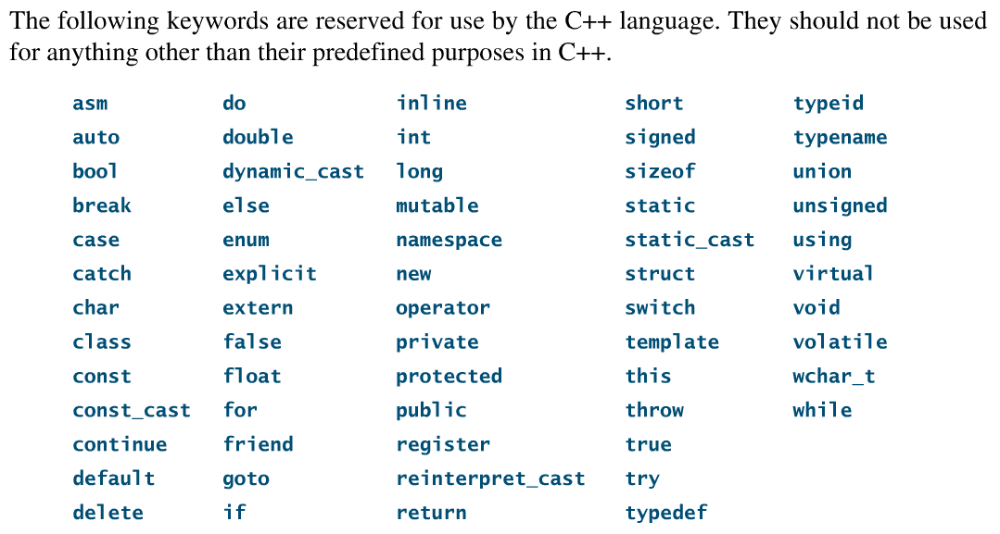 The following keywords are reserved for use by the C++ language. They should not be used
for anything other than their predefined purposes in C++.
asm do inline short typeid
auto double int signed typename
bool dynamic_cast long sizeof union
break else mutable static unsigned
case enum namespace static_cast using
catch explicit new struct virtual
char extern operator switch void
class false private template volatile
const float protected this wchar_t
const_cast for public throw while
continue friend register true
default goto reinterpret_cast try
delete if return typedef